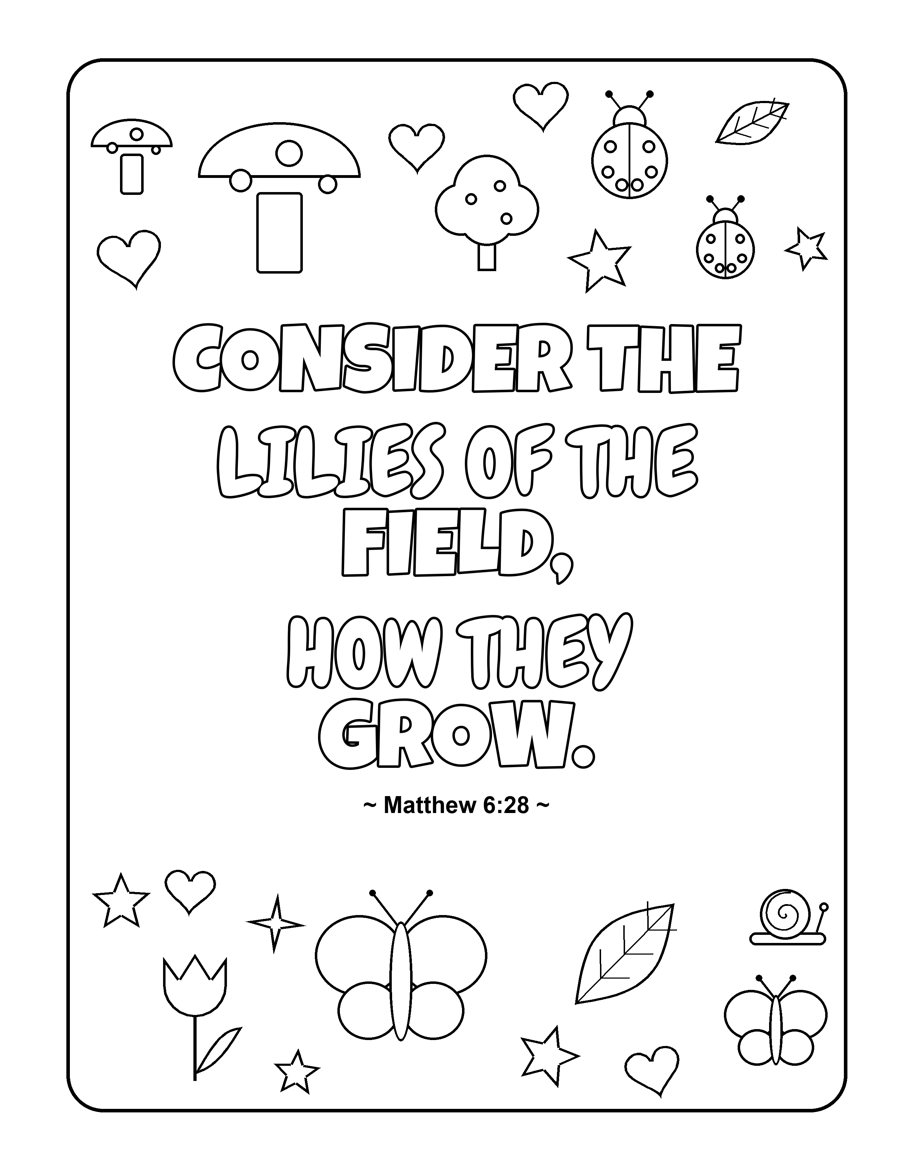 CONSIDER THE
LILIES OF THE
FIELD,
HOW THEY
GROW.
~ Matthew 6:28 ~